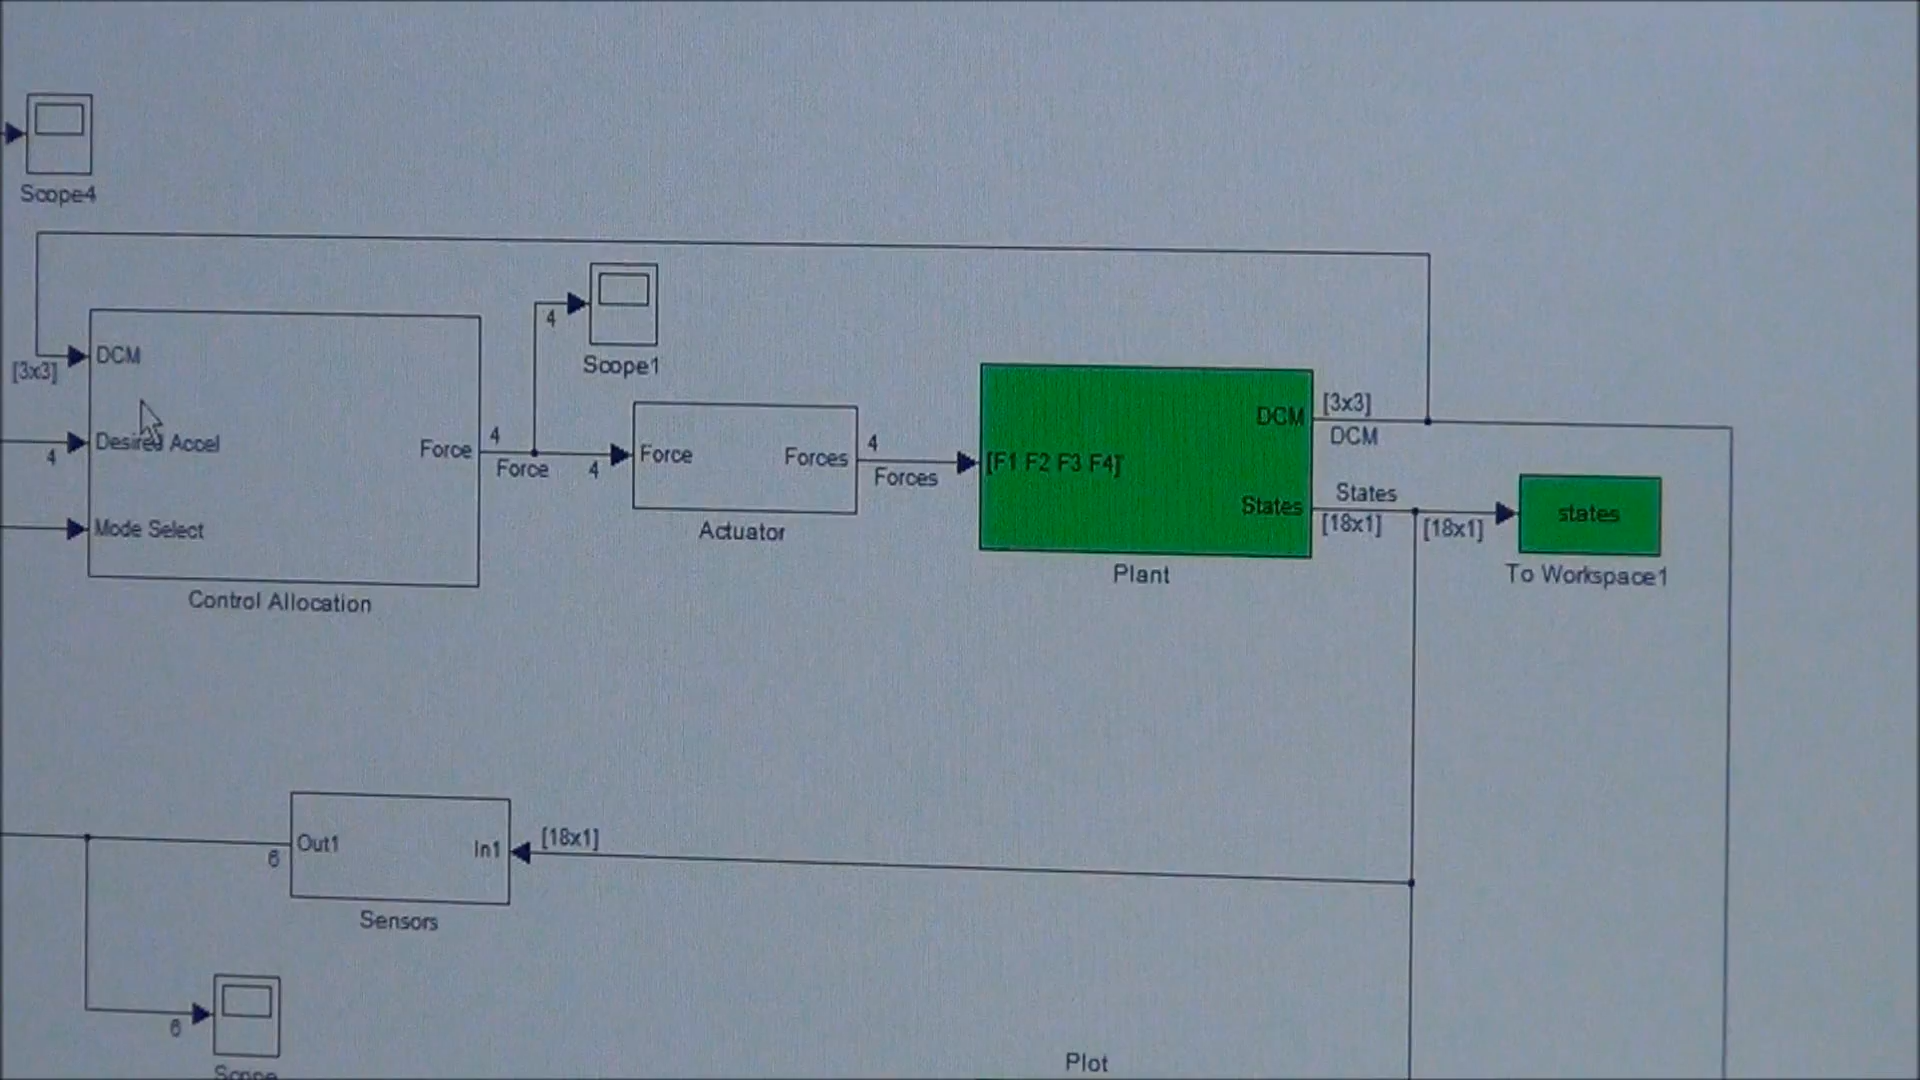 Scope4
[3x3]
DCM
4
Desired Accel
Mode Select
Force
Control Allocation
4
Force
4
Scope1
4
Force
Forces
Actuator
4
Forces
[F1 F2 F3 F4]'
DCM
States
Plant
[3x3]
DCM
States
[18x1]
[18x1]
states
To Workspace1
Out1
In1
6
[18x1]
Sensors
6
Scope
Plot